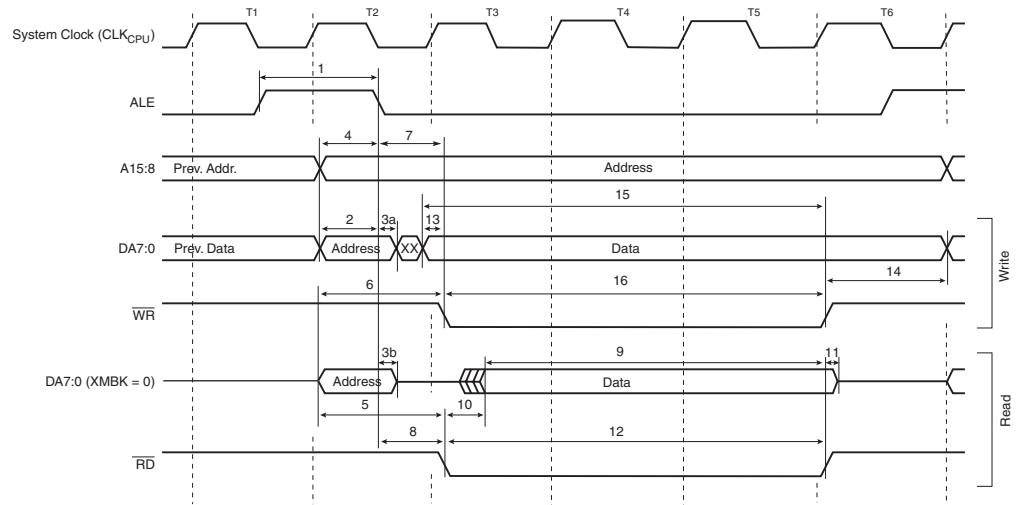 T1 T2 T3 T4 T5 T6
System Clock (CLKCPU)
1
ALE
4 7
A15:8 Prev. Addr. Address
15
2 3a 13
DA7:0 Prev. Data Address XX Data
14
6 16
WR
Write
3b 9 11
DA7:0 (XMBK = 0) Address Data
5 10
8 12
RD
Read